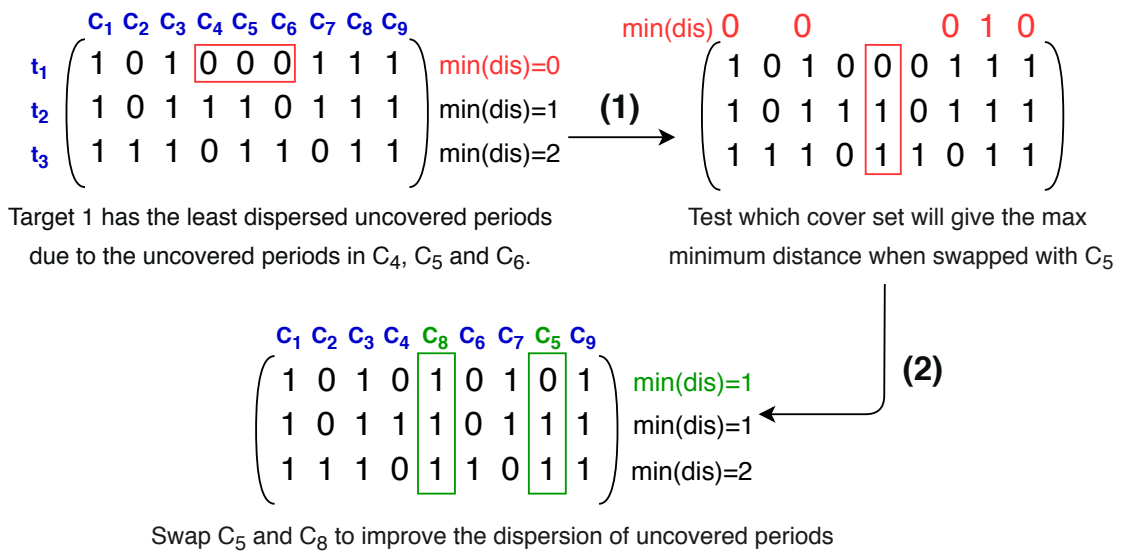 C1 C2 C3 C4 C5 C6 C7 C8 C9
t1 1 0 1 0 0 0 1 1 1 min(dis)=0
t2 1 0 1 1 1 0 1 1 1 min(dis)=1
t3 1 1 1 0 1 1 0 1 1 min(dis)=2
Target 1 has the least dispersed uncovered periods
due to the uncovered periods in C4, C5 and C6.
(1)
min(dis) 0 0 0 1 0
1 0 1 0 0 0 1 1 1
1 0 1 1 1 0 1 1 1
1 1 1 0 1 1 0 1 1
Test which cover set will give the max
minimum distance when swapped with C5
(2)
C1 C2 C3 C4 C8 C6 C7 C5 C9
1 0 1 0 1 0 1 0 1 min(dis)=1
1 0 1 1 1 0 1 1 1 min(dis)=1
1 1 1 0 1 1 0 1 1 min(dis)=2
Swap C5 and C8 to improve the dispersion of uncovered periods